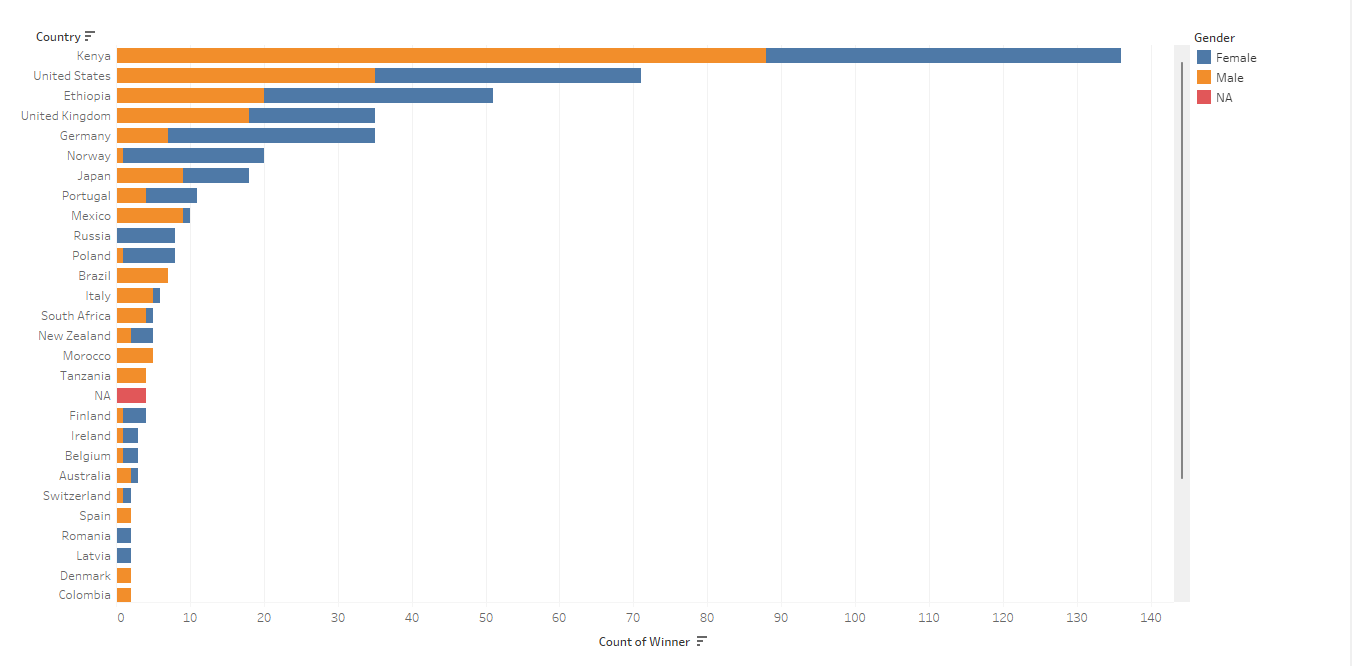 Country
Kenya
United States
Ethiopia
United Kingdom
Germany
Norway
Japan
Portugal
Mexico
Russia
Poland
Brazil
Italy
South Africa
New Zealand
Morocco
Tanzania
NA
Finland
Ireland
Belgium
Australia
Switzerland
Spain
Romania
Latvia
Denmark
Colombia
0 10 20 30 40 50 60 70 80 90 100 110 120 130 140
Count of Winner
Gender
Female
Male
NA